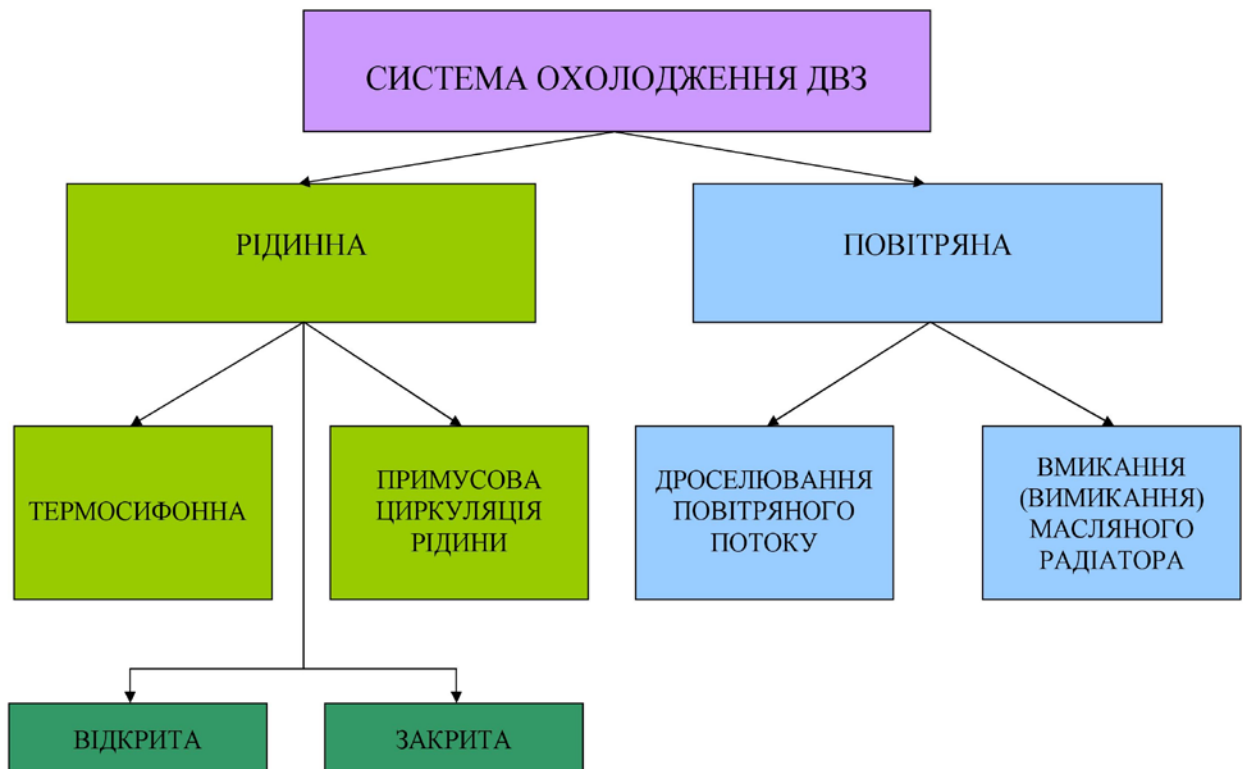 СИСТЕМА ОХОЛОДЖЕННЯ ДВЗ
РІДИННА
ПОВІТРЯНА
ТЕРМОСИФОННА
ПРИМУСОВА
ЦИРКУЛЯЦІЯ
РІДИНИ
ДРОСЕЛЮВАННЯ
ПОВІТРЯНОГО
ПОТОКУ
ВМИКАННЯ
(ВИМИКАННЯ)
МАСЛЯНОГО
РАДІАТОРА
ВІДКРИТА
ЗАКРИТА